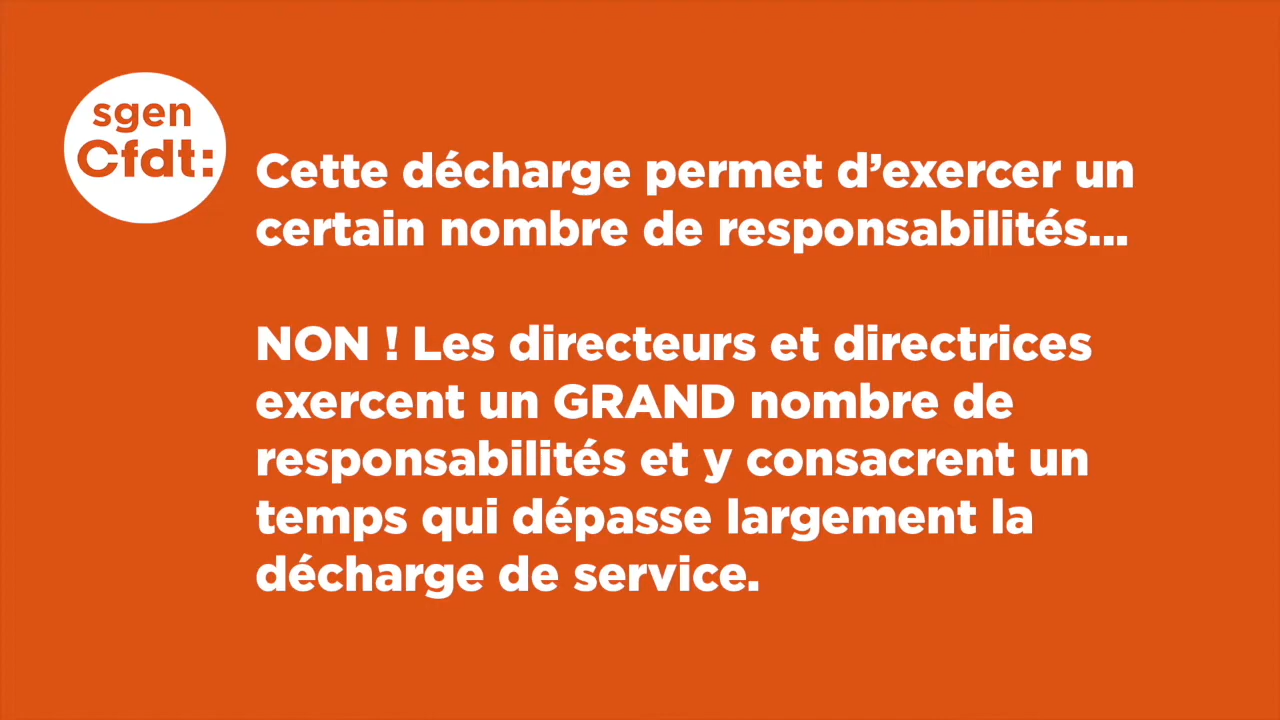 sgen
Cfdt:
Cette décharge permet d’exercer un
certain nombre de responsabilités...
NON ! Les directeurs et directrices
exercent un GRAND nombre de
responsabilités et y consacrent un
temps qui dépasse largement la
décharge de service.